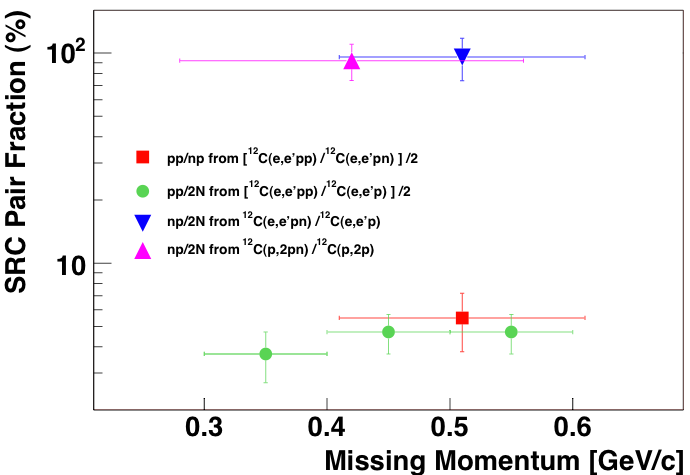 SRC Pair Fraction (%)
10²
10
pp/np from [¹²C(e,e'pp) /¹²C(e,e'pn) ] /2
pp/2N from [¹²C(e,e'pp) /¹²C(e,e'p) ] /2
np/2N from ¹²C(e,e'pn) /¹²C(e,e'p)
np/2N from ¹²C(p,2pn) /¹²C(p,2p)
0.3 0.4 0.5 0.6
Missing Momentum [GeV/c]